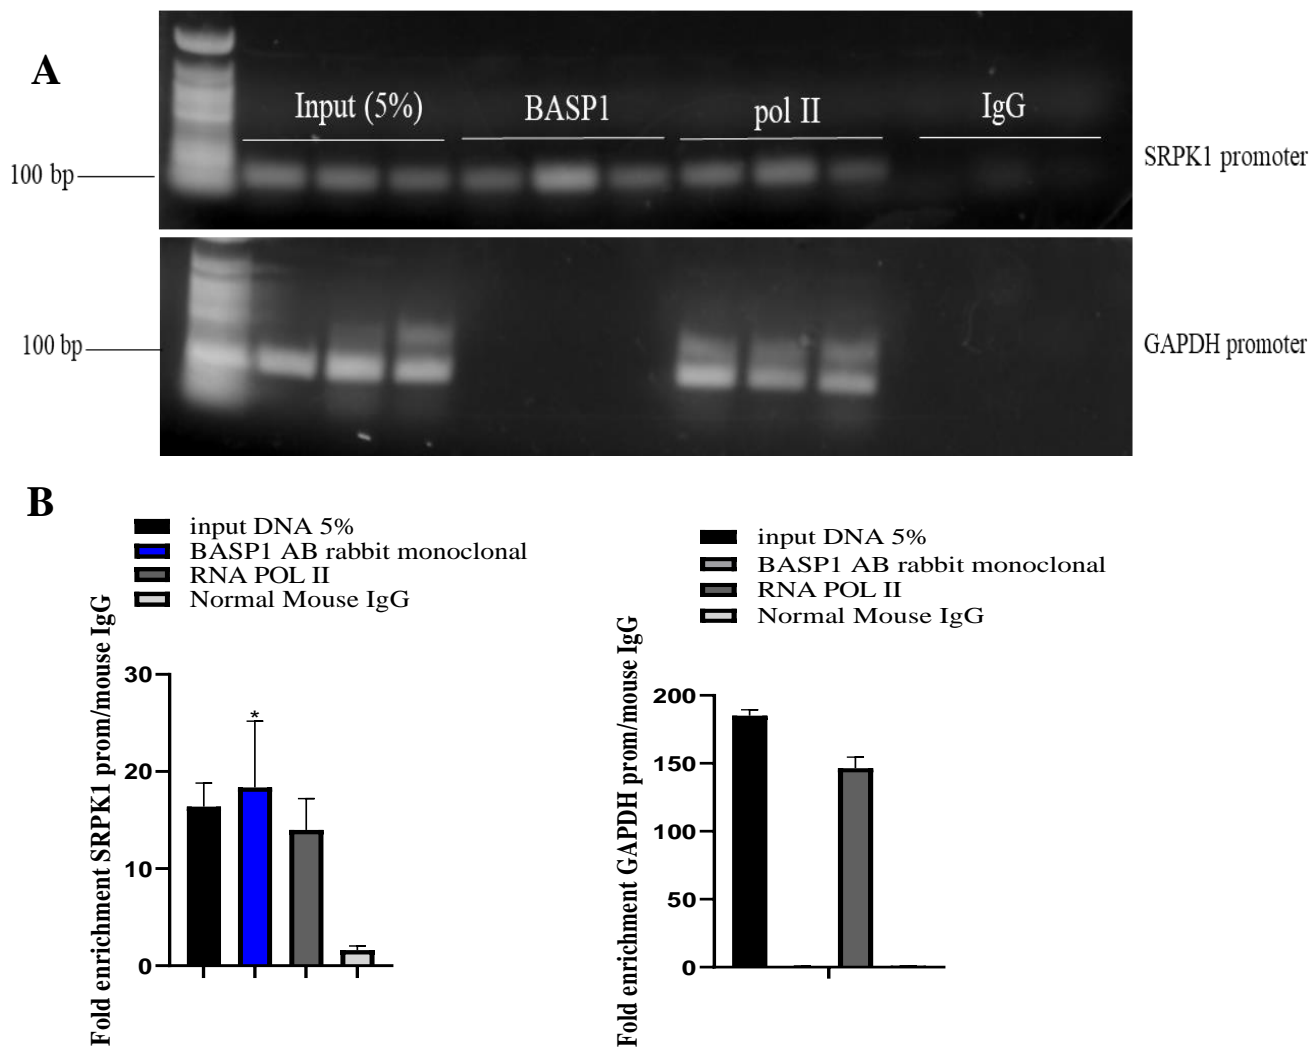 A
Input (5%)
BASP1
pol II
IgG
100 bp
SRPK1 promoter
100 bp
GAPDH promoter
B
input DNA 5%
BASP1 AB rabbit monoclonal
RNA POL II
Normal Mouse IgG
Fold enrichment SRPK1 prom/mouse IgG
30
20
10
0
*
input DNA 5%
BASP1 AB rabbit monoclonal
RNA POL II
Normal Mouse IgG
Fold enrichment GAPDH prom/mouse IgG
200
150
100
50
0